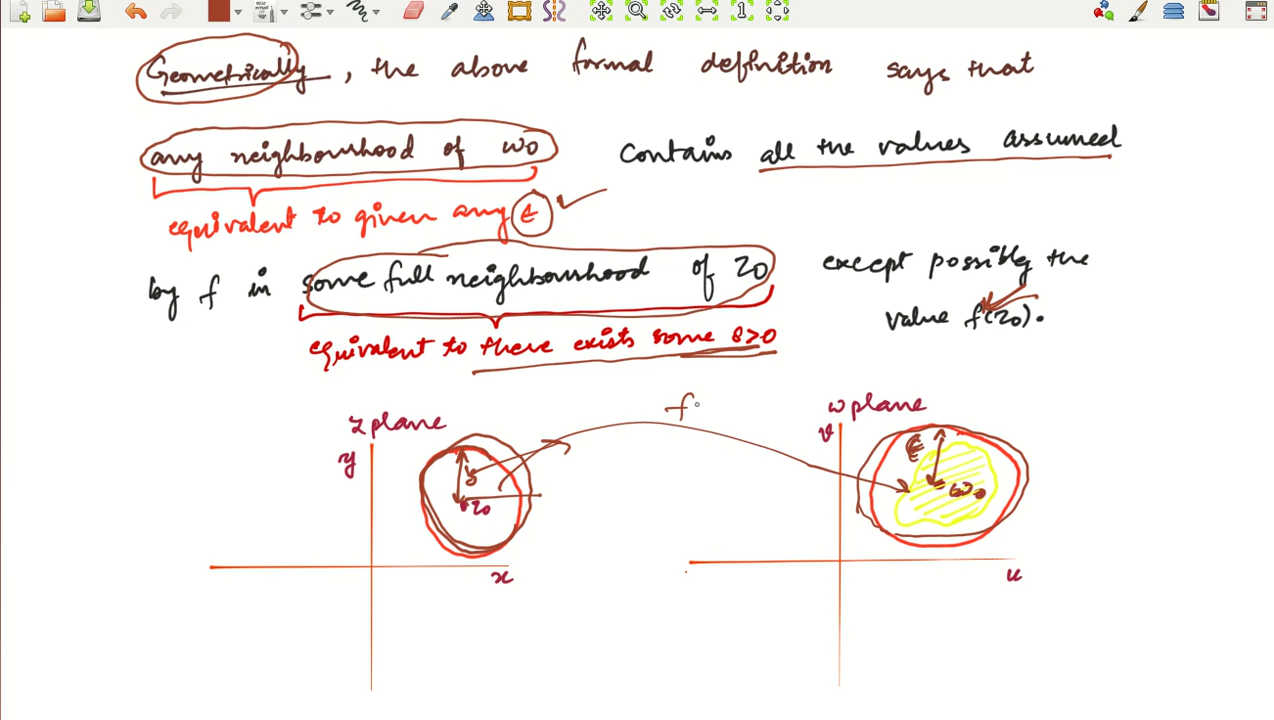 Geometrically, the above formal definition says that
any neighbourhood of w0 contains all the values assumed
equivalent to given any ε
by f in some full neighbourhood of z0 except possibly the
value f(z0).
equivalent to there exists some δ>0
f
z plane
w plane
y
v
δ
ε
z0
w0
x
u